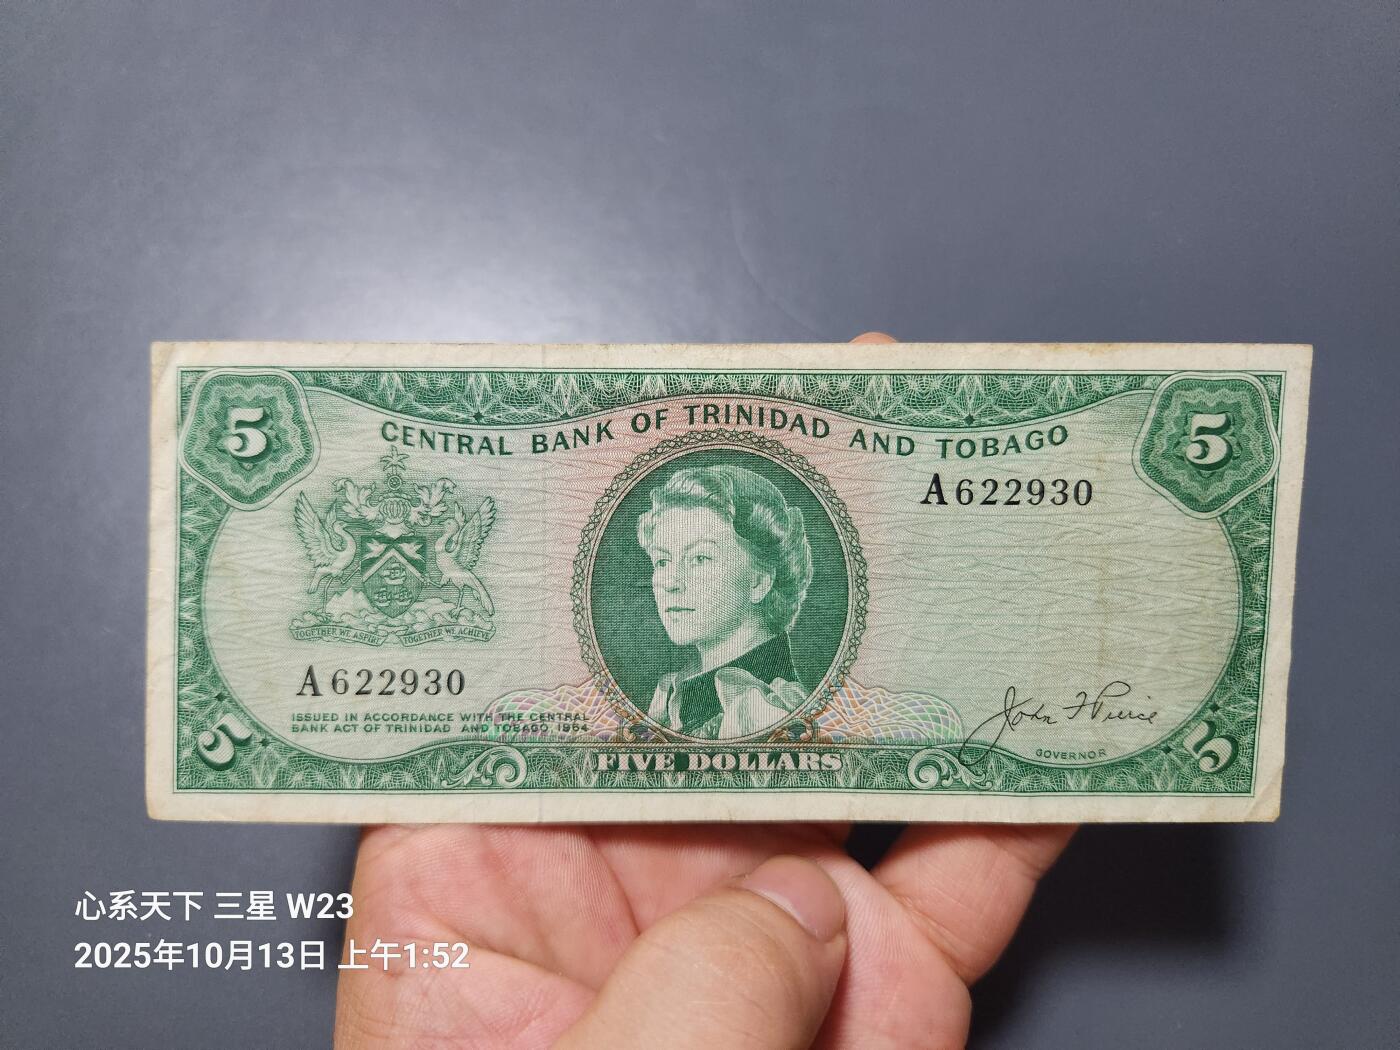 5
5
CENTRAL BANK OF TRINIDAD AND TOBAGO
A622930
TOGETHER WE ASPIRE TOGETHER WE ACHIEVE
A622930
ISSUED IN ACCORDANCE WITH THE CENTRAL
BANK ACT OF TRINIDAD AND TOBAGO, 1964
John F Pierce
GOVERNOR
5
5
FIVE DOLLARS
心系天下 三星 W23
2025年10月13日 上午1:52